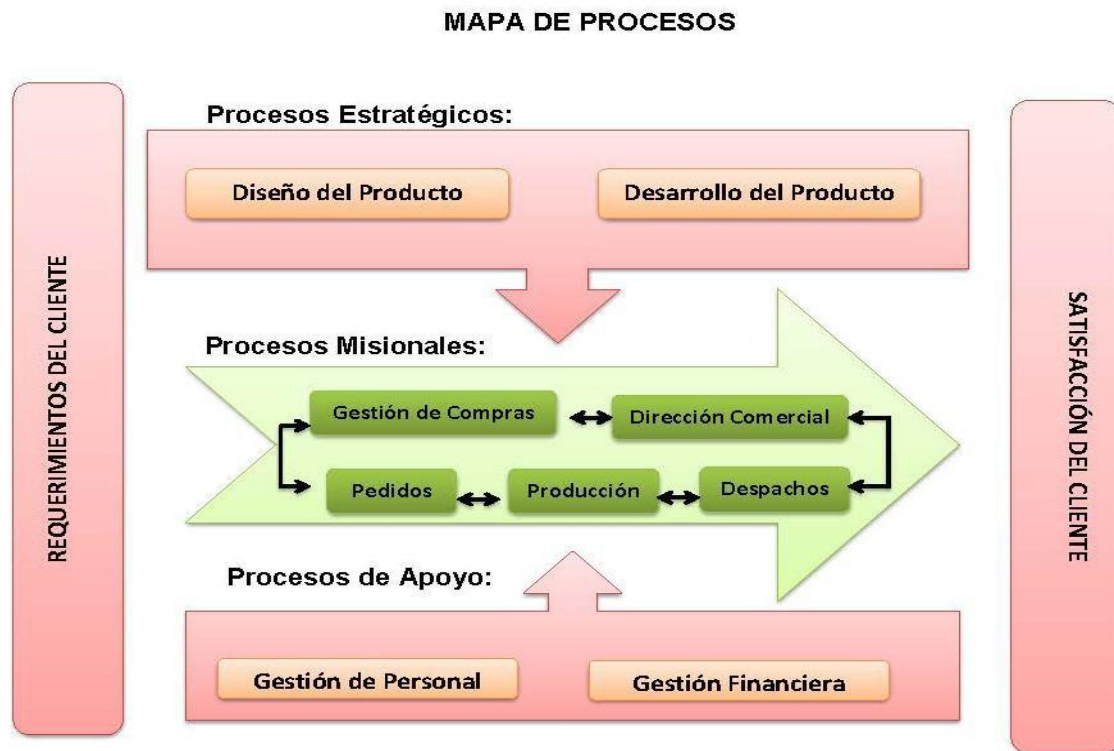 MAPA DE PROCESOS
REQUERIMIENTOS DEL CLIENTE
Procesos Estratégicos:
Diseño del Producto
Desarrollo del Producto
Procesos Misionales:
Gestión de Compras
Dirección Comercial
Pedidos
Producción
Despachos
Procesos de Apoyo:
Gestión de Personal
Gestión Financiera
SATISFACCIÓN DEL CLIENTE